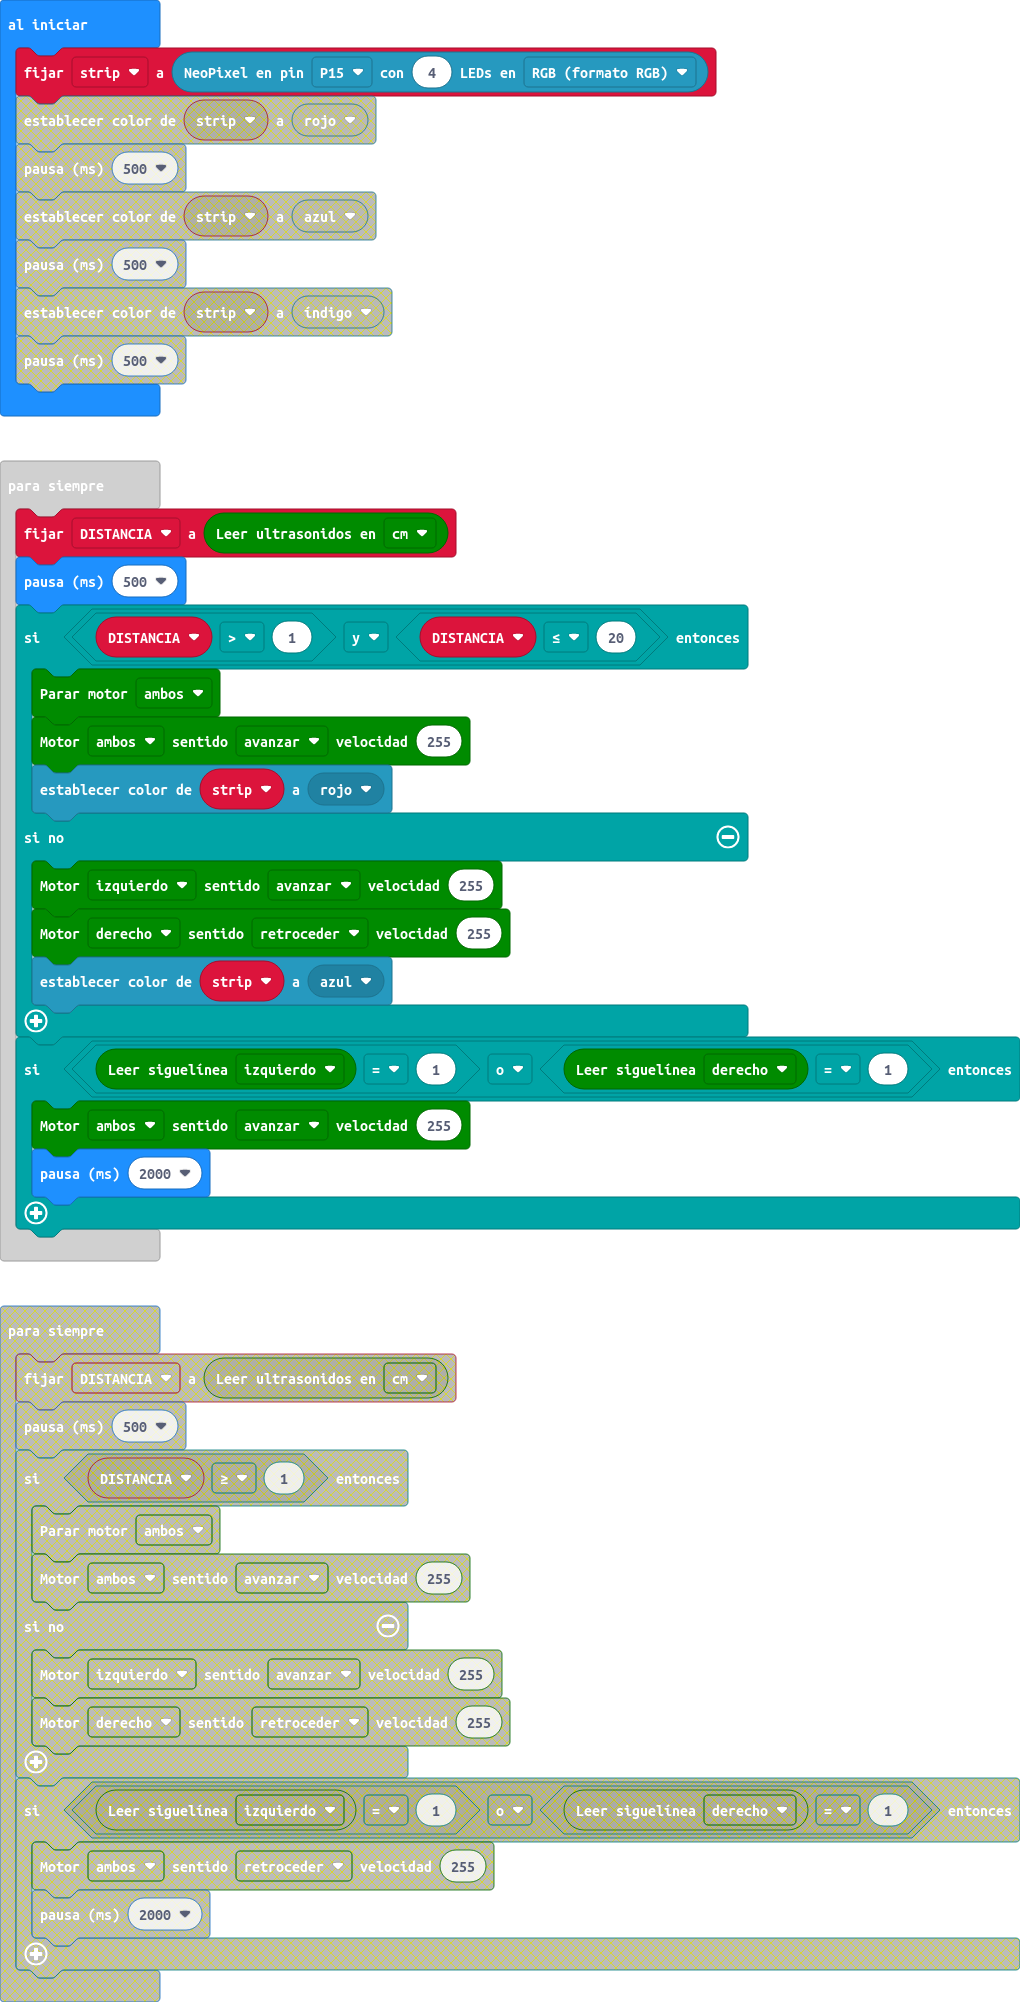 al iniciar
fijar strip a NeoPixel en pin P15 con 4 LEDs en RGB (formato RGB)
establecer color de strip a rojo
pausa (ms) 500
establecer color de strip a azul
pausa (ms) 500
establecer color de strip a indigo
pausa (ms) 500
para siempre
fijar DISTANCIA a Leer ultrasonidos en cm
pausa (ms) 500
si DISTANCIA > 1 y DISTANCIA ≤ 20 entonces
Parar motor ambos
Motor ambos sentido avanzar velocidad 255
establecer color de strip a rojo
si no
Motor izquierdo sentido avanzar velocidad 255
Motor derecho sentido retroceder velocidad 255
establecer color de strip a azul
si Leer siguelínea izquierdo = 1 o Leer siguelínea derecho = 1 entonces
Motor ambos sentido avanzar velocidad 255
pausa (ms) 2000
para siempre
fijar DISTANCIA a Leer ultrasonidos en cm
pausa (ms) 500
si DISTANCIA ≥ 1 entonces
Parar motor ambos
Motor ambos sentido avanzar velocidad 255
si no
Motor izquierdo sentido avanzar velocidad 255
Motor derecho sentido retroceder velocidad 255
si Leer siguelínea izquierdo = 1 o Leer siguelínea derecho = 1 entonces
Motor ambos sentido retroceder velocidad 255
pausa (ms) 2000